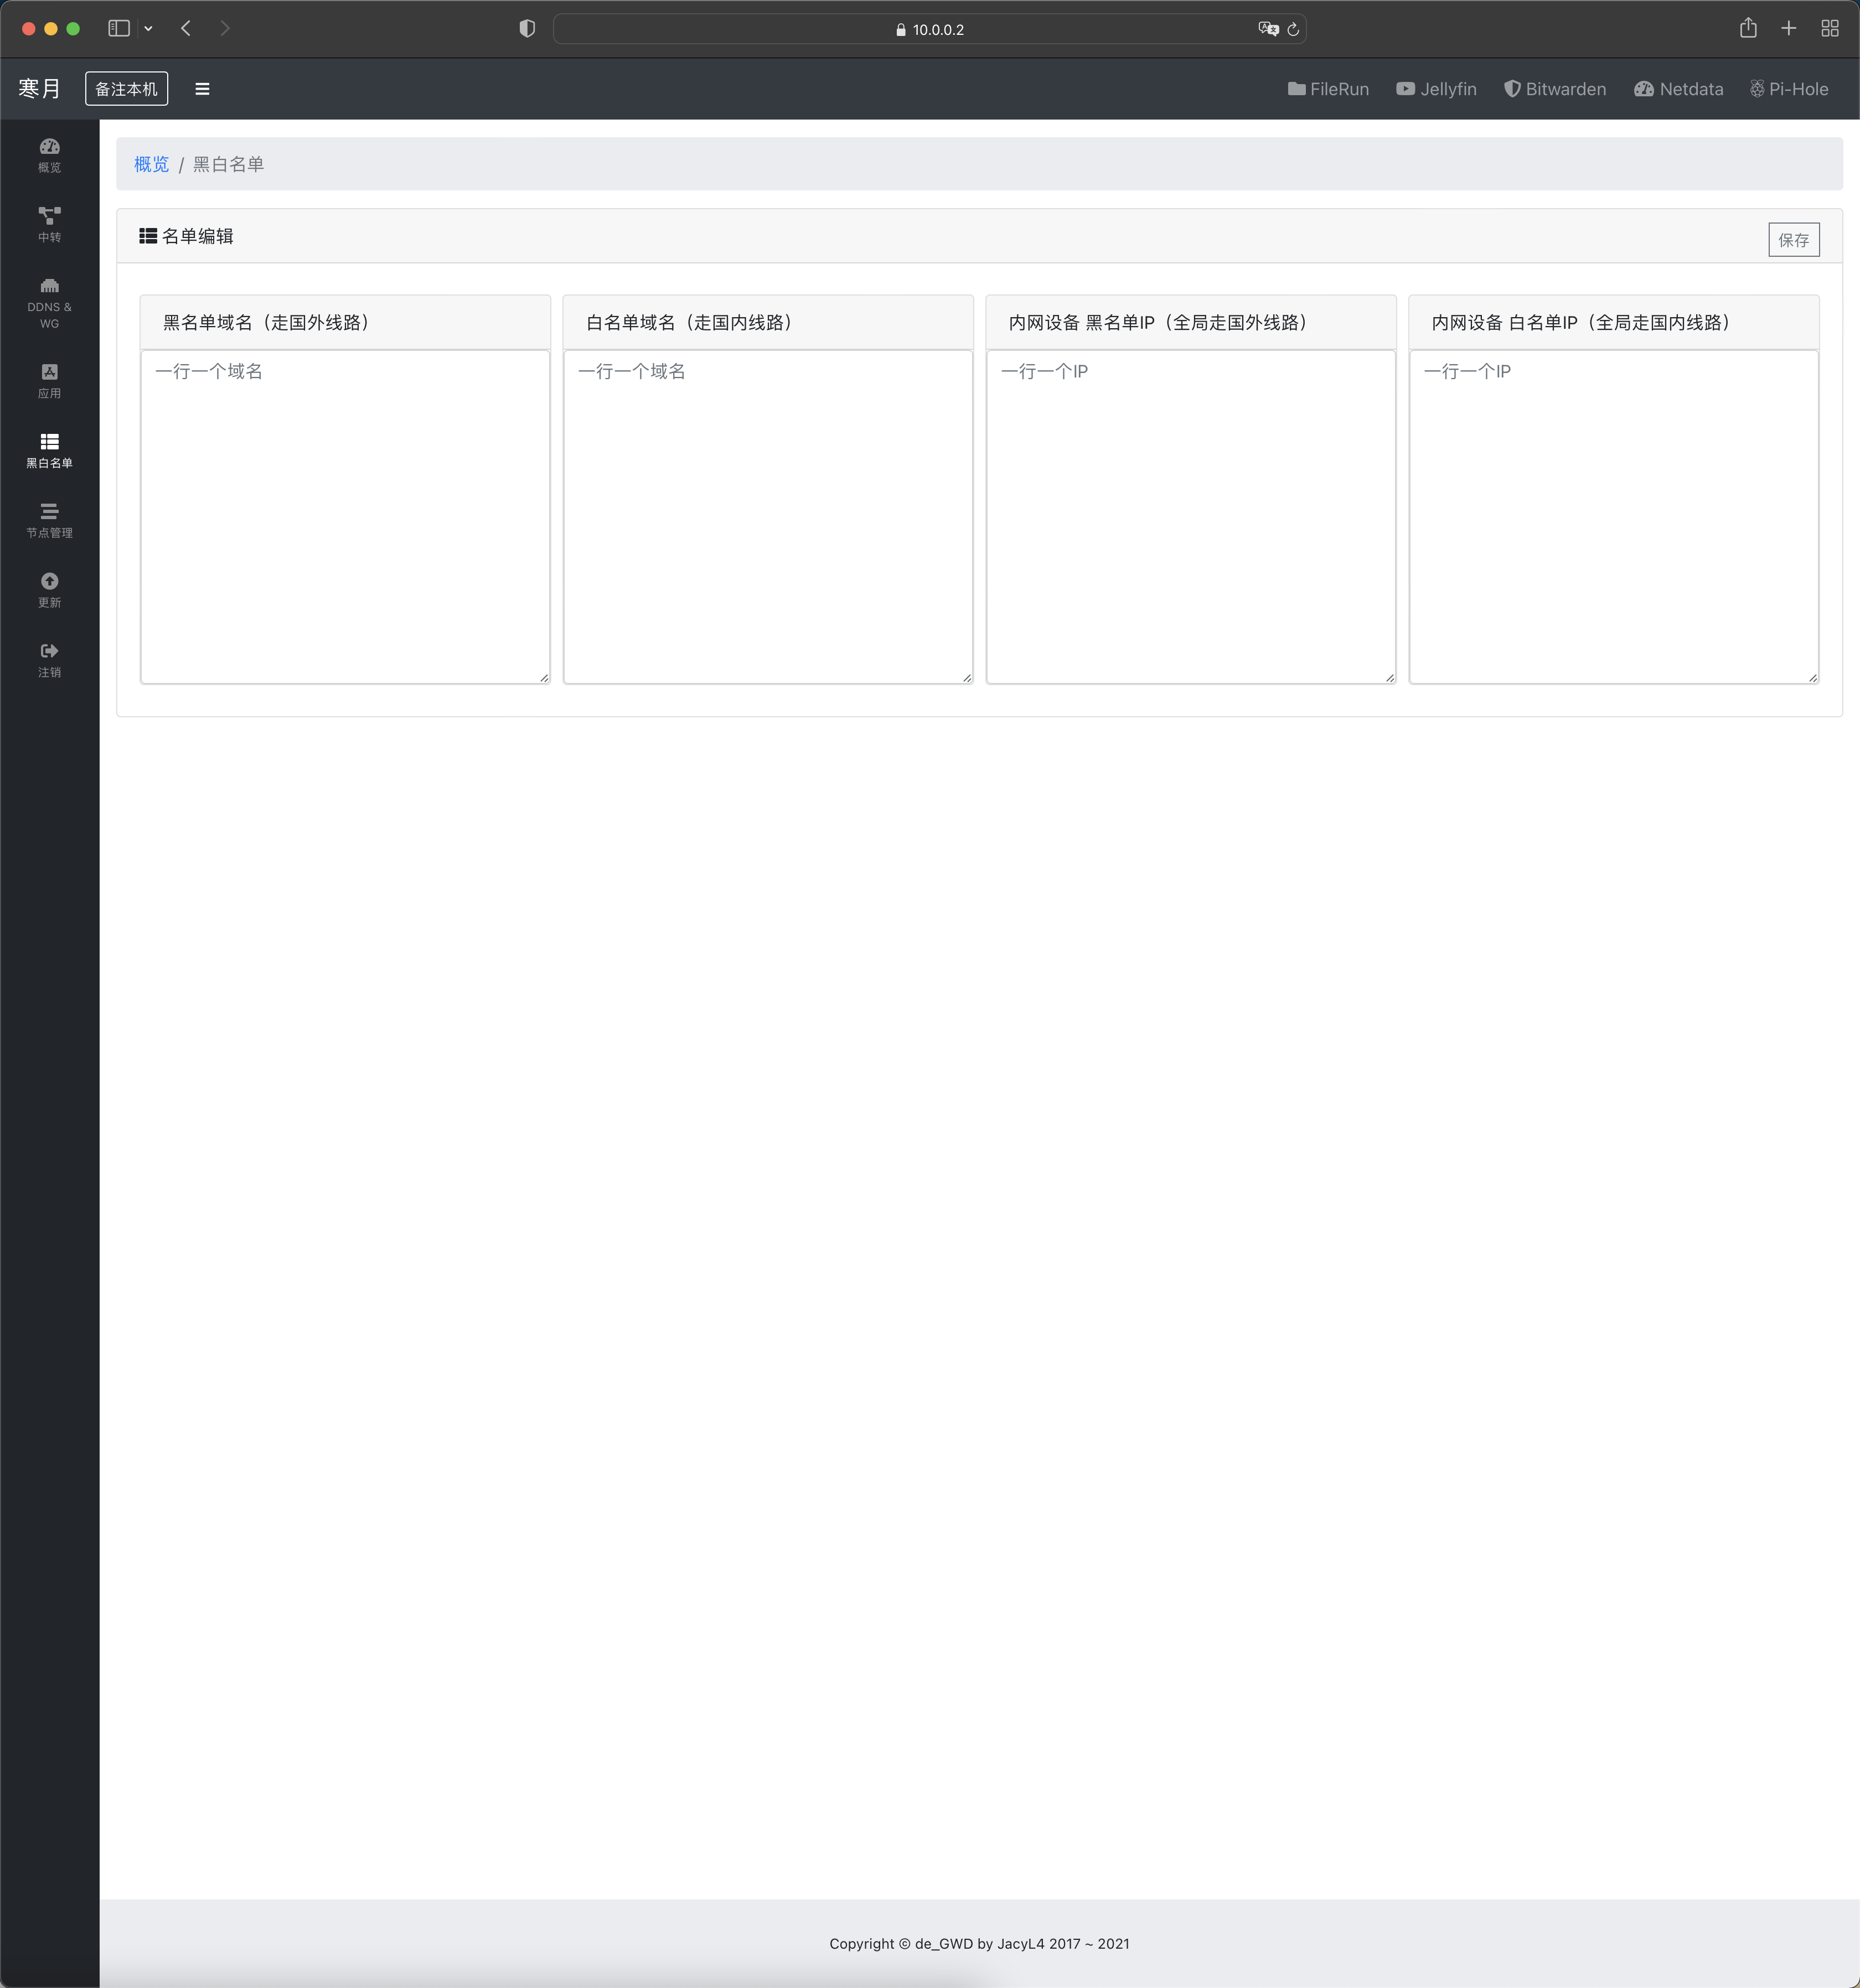 10.0.0.2
寒月 备注本机 FileRun Jellyfin Bitwarden Netdata Pi-Hole
概览
中转
DDNS &
WG
应用
黑白名单
节点管理
更新
注销
概览 / 黑白名单
名单编辑 保存
黑名单域名（走国外线路）
一行一个域名
白名单域名（走国内线路）
一行一个域名
内网设备 黑名单IP（全局走国外线路）
一行一个IP
内网设备 白名单IP（全局走国内线路）
一行一个IP
Copyright © de_GWD by JacyL4 2017 ~ 2021